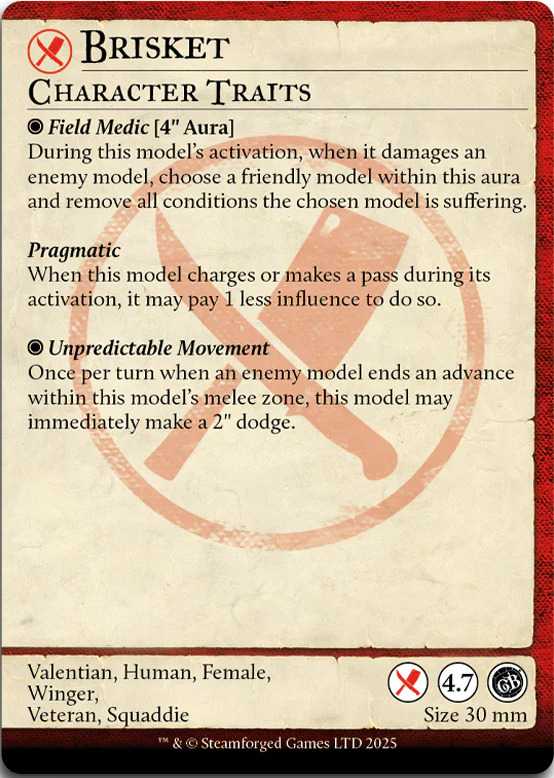 Brisket
Character Traits
Field Medic [4" Aura]
During this model's activation, when it damages an
enemy model, choose a friendly model within this aura
and remove all conditions the chosen model is suffering.
Pragmatic
When this model charges or makes a pass during its
activation, it may pay 1 less influence to do so.
Unpredictable Movement
Once per turn when an enemy model ends an advance
within this model's melee zone, this model may
immediately make a 2" dodge.
Valentian, Human, Female,
Winger,
Veteran, Squaddie
4.7
GB
Size 30 mm
™ & © Steamforged Games LTD 2025